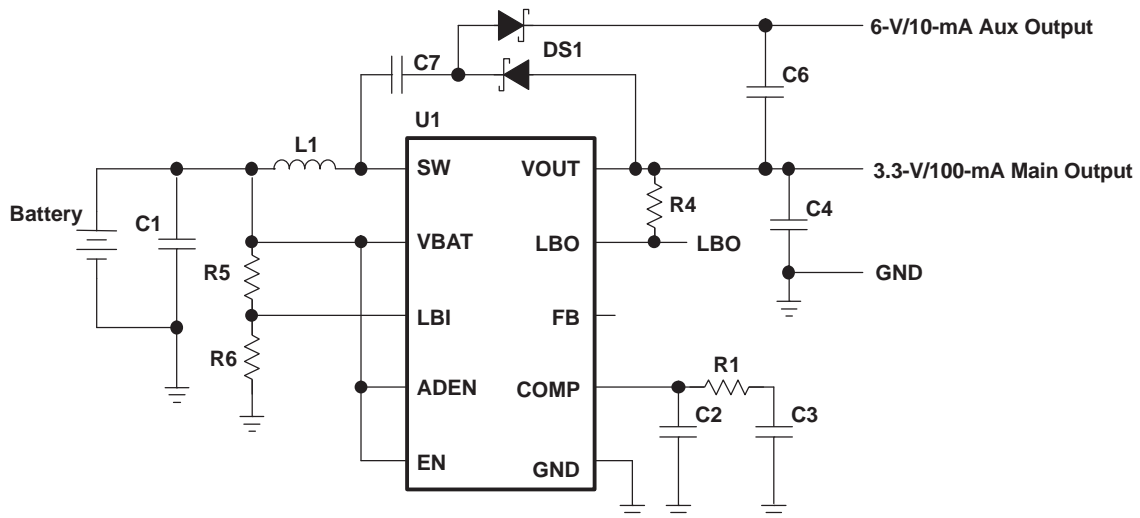 6-V/10-mA Aux Output
DS1
C7
C6
U1
L1
SW
VOUT
3.3-V/100-mA Main Output
Battery
C1
R4
C4
VBAT
LBO
LBO
R5
GND
LBI
FB
R6
R1
ADEN
COMP
C2
C3
EN
GND